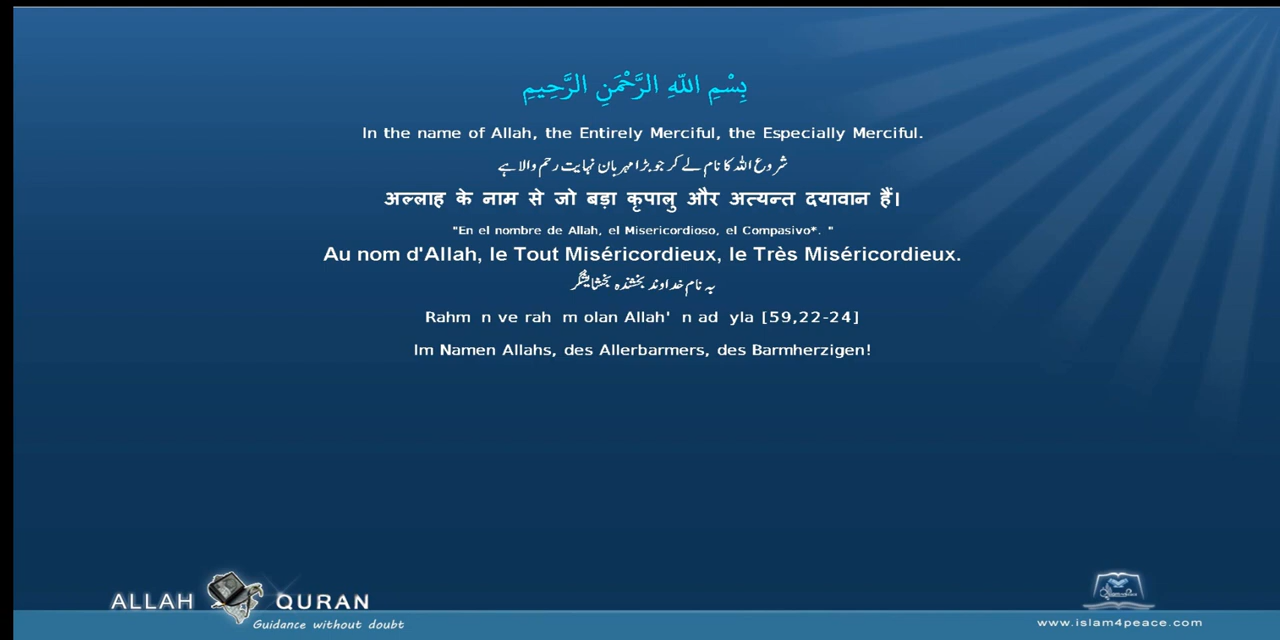 بِسْمِ اللّهِ الرَّحْمَنِ الرَّحِيمِ
In the name of Allah, the Entirely Merciful, the Especially Merciful.
شروع اللہ کا نام لے کر جو بڑا مہربان نہایت رحم والا ہے
अल्लाह के नाम से जो बड़ा कृपालु और अत्यन्त दयावान हैं।
"En el nombre de Allah, el Misericordioso, el Compasivo*. "
Au nom d'Allah, le Tout Miséricordieux, le Très Miséricordieux.
به نام خداوند بخشنده بخشایشگر
Rahm n ve rah m olan Allah' n ad yla [59,22-24]
Im Namen Allahs, des Allerbarmers, des Barmherzigen!
ALLAH QURAN
Guidance without doubt
www.islam4peace.com